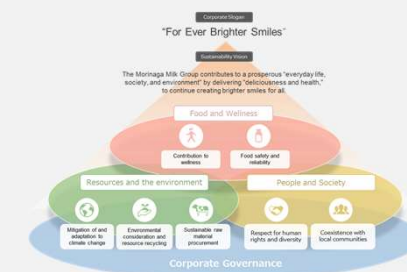 Corporate Slogan
"For Ever Brighter Smiles"
Sustainability Vision
The Morinaga Milk Group contributes to a prosperous "everyday life,
society, and environment" by delivering "deliciousness and health,"
to continue creating brighter smiles for all.
Food and Wellness
Contribution to
wellness
Food safety and
reliability
Resources and the environment
People and Society
Mitigation of and
adaptation to
climate change
Environmental
consideration and
resource recycling
Sustainable raw
material
procurement
Respect for human
rights and diversity
Coexistence with
local communities
Corporate Governance